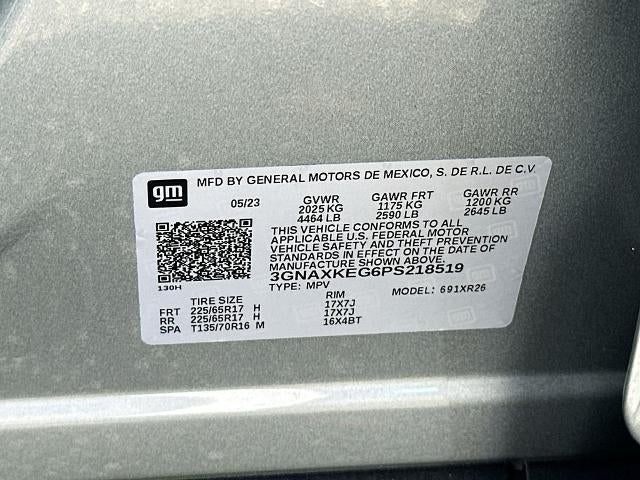 gm
MFD BY GENERAL MOTORS DE MEXICO, S. DE R.L. DE C.V.
05/23 GVWR GAWR FRT GAWR RR
2025 KG 1175 KG 1200 KG
4464 LB 2590 LB 2645 LB
THIS VEHICLE CONFORMS TO ALL
APPLICABLE U.S. FEDERAL MOTOR
VEHICLE SAFETY AND THEFT PREVENTION
STANDARDS IN EFFECT ON THE DATE OF
MANUFACTURE SHOWN ABOVE.
3GNAXKEG6PS218519
130H
TYPE: MPV
TIRE SIZE RIM MODEL: 691XR26
FRT 225/65R17 H 17X7J
RR 225/65R17 H 17X7J
SPA T135/70R16 M 16X4BT